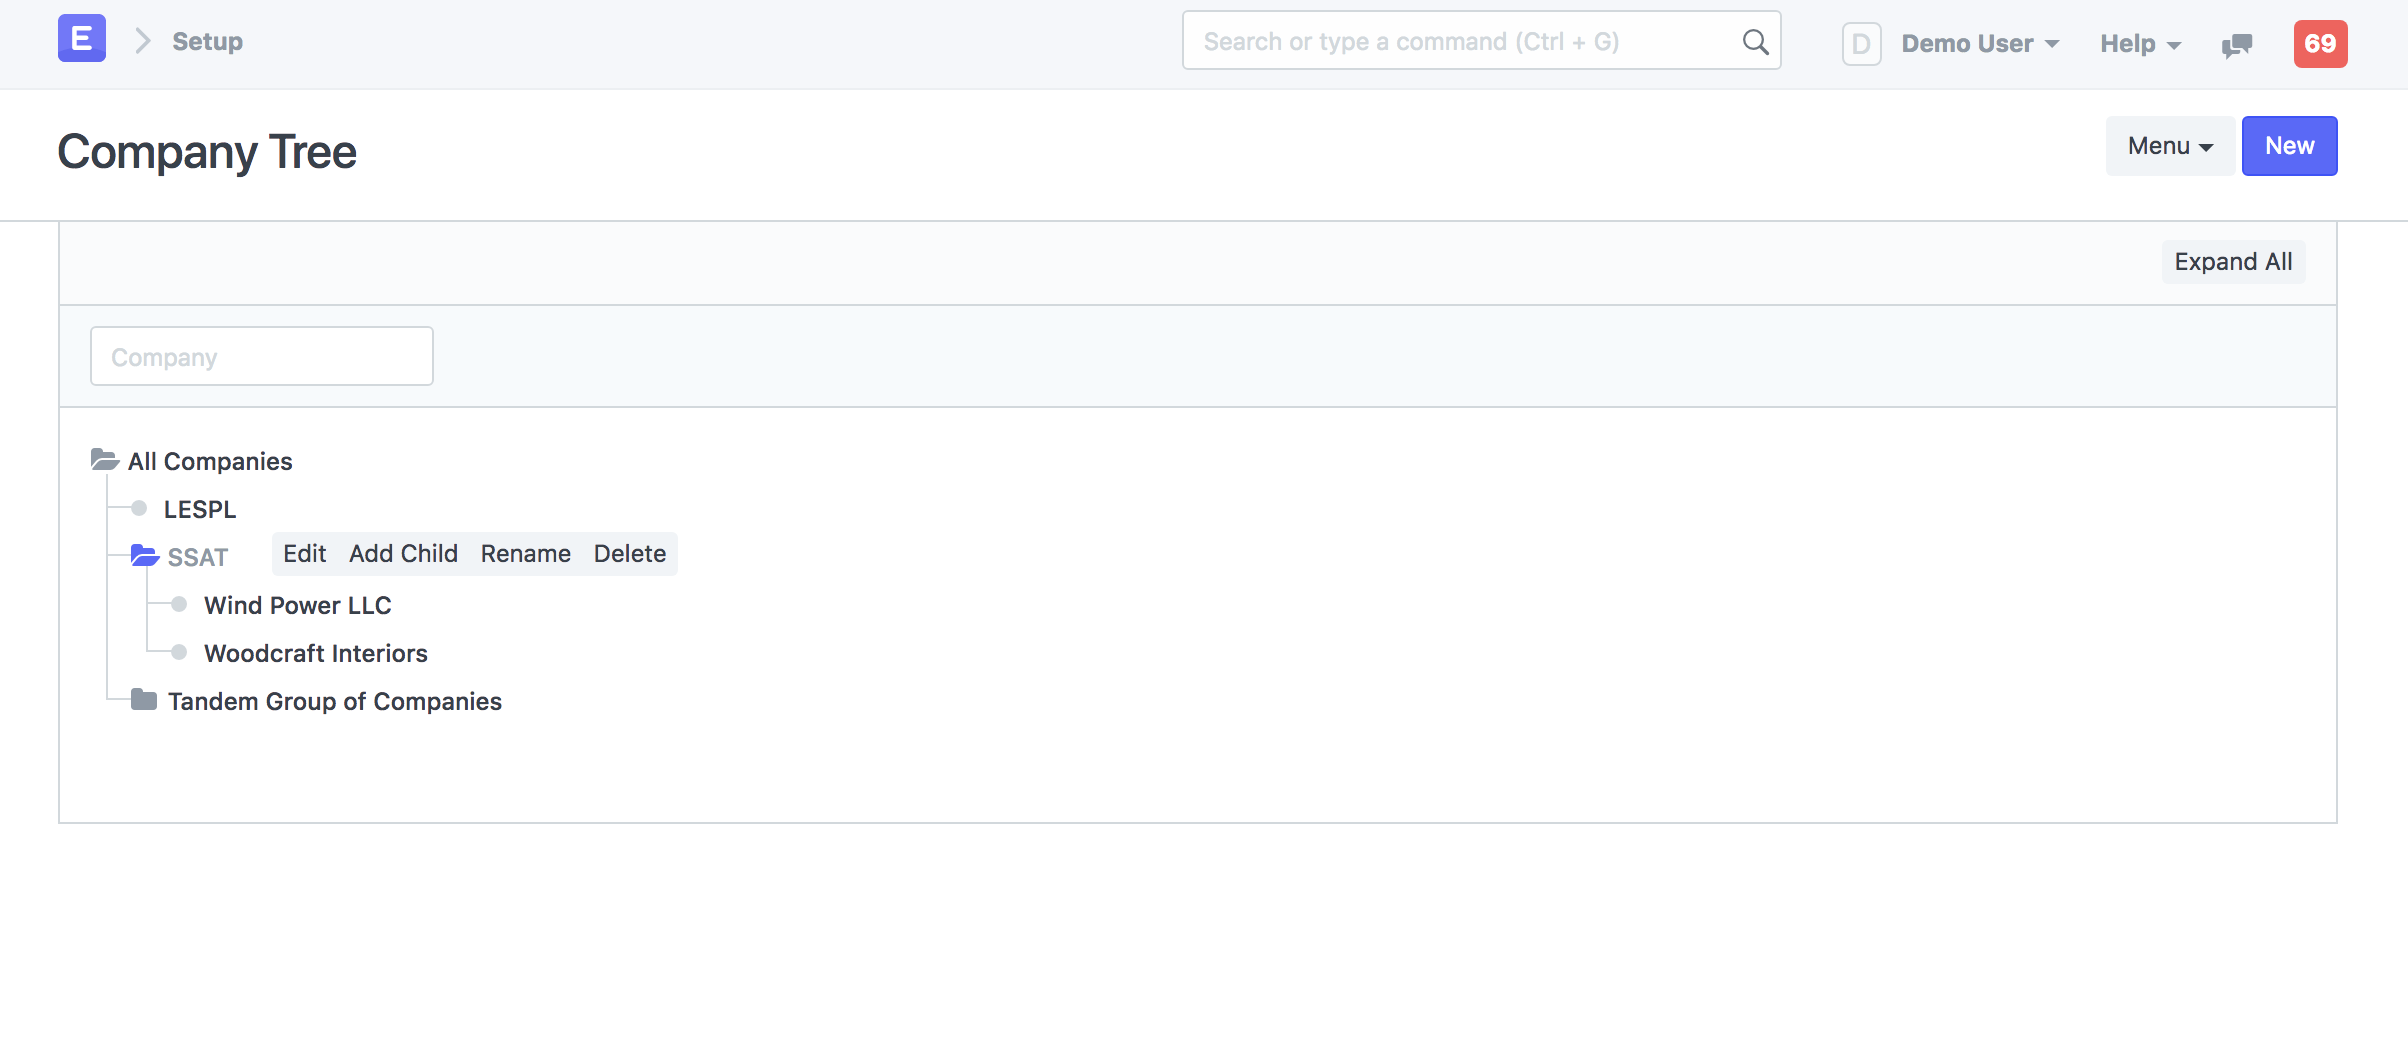 E Setup Search or type a command (Ctrl + G) D Demo User Help 69
Company Tree Menu New
Expand All
Company
All Companies
LESPL
SSAT Edit Add Child Rename Delete
Wind Power LLC
Woodcraft Interiors
Tandem Group of Companies